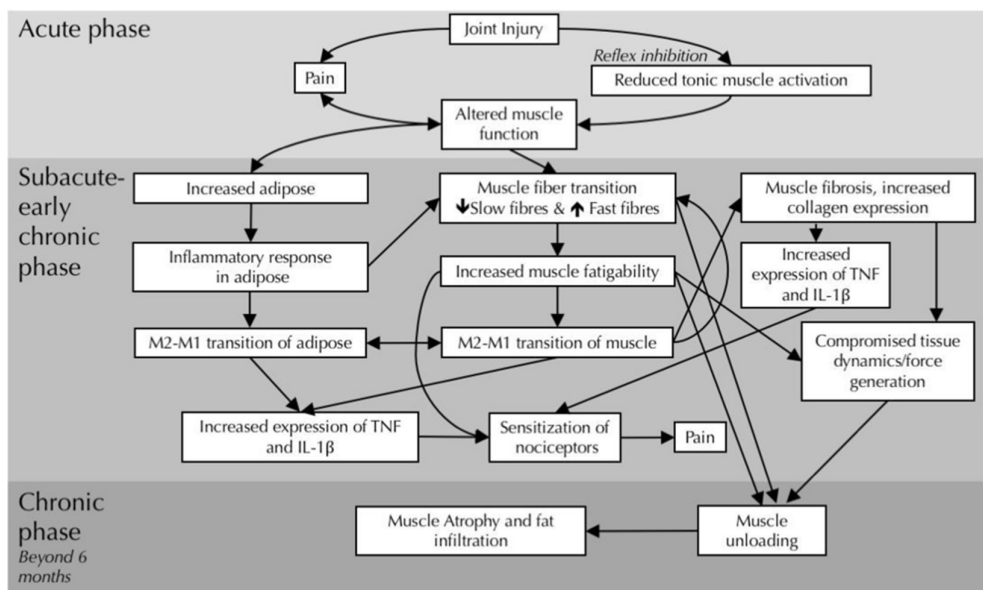 Acute phase
Joint Injury
Reflex inhibition
Pain
Reduced tonic muscle activation
Altered muscle
function
Subacute-
early
chronic
phase
Increased adipose
Muscle fiber transition
🡇Slow fibres & 🡅 Fast fibres
Muscle fibrosis, increased
collagen expression
Inflammatory response
in adipose
Increased muscle fatigability
Increased
expression of TNF
and IL-1β
M2-M1 transition of adipose
M2-M1 transition of muscle
Compromised tissue
dynamics/force
generation
Increased expression of TNF
and IL-1β
Sensitization of
nociceptors
Pain
Chronic
phase
Beyond 6
months
Muscle Atrophy and fat
infiltration
Muscle
unloading